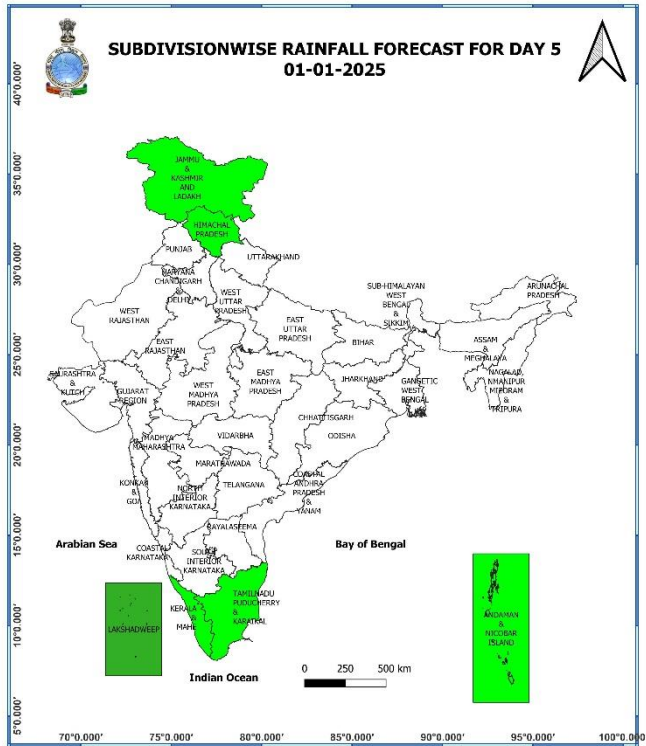 SUBDIVISIONWISE RAINFALL FORECAST FOR DAY 5
01-01-2025
40°0.000'
35°0.000'
30°0.000'
25°0.000'
20°0.000'
15°0.000'
10°0.000'
5°0.000'
JAMMU
&
KASHMIR
AND
LADAKH
HIMACHAL
PRADESH
PUNJAB
UTTARAKHAND
HARYANA
CHANDIGARH
&
DELHI
WEST
UTTAR
PRADESH
SUB-HIMALAYAN
WEST
BENGAL
&
SIKKIM
ARUNACHAL
PRADESH
WEST
RAJASTHAN
EAST
RAJASTHAN
EAST
UTTAR
PRADESH
BIHAR
ASSAM
&
MEGHALAYA
NAGALAD
NMANIPUR
MIZORAM
&
TRIPURA
SAURASHTRA
&
KUTCH
GUJARAT
REGION
WEST
MADHYA
PRADESH
EAST
MADHYA
PRADESH
JHARKHAND
GANGETIC
WEST
BENGAL
CHHATTISGARH
ODISHA
MADHYA
MAHARASHTRA
VIDARBHA
MARATHAWADA
TELANGANA
KONKAN
&
GOA
NORTH
INTERIOR
KARNATAKA
COASTAL
ANDHRA
PRADESH
&
YANAM
RAYALASEEMA
Arabian Sea
Bay of Bengal
COASTAL
KARNATAKA
SOUTH
INTERIOR
KARNATAKA
TAMILNADU
PUDUCHERRY
&
KARAIKAL
KERALA
&
MAHE
LAKSHADWEEP
ANDAMAN
&
NICOBAR
ISLAND
Indian Ocean
0 250 500 km
70°0.000' 75°0.000' 80°0.000' 85°0.000' 90°0.000' 95°0.000' 100°0.000